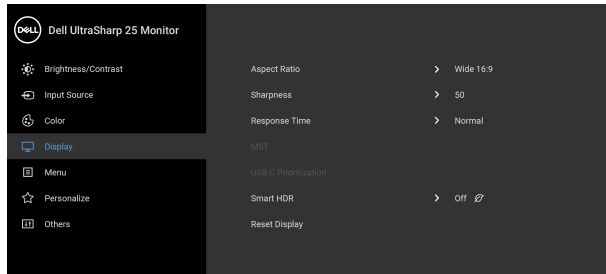 DELL Dell UltraSharp 25 Monitor
Brightness/Contrast
Input Source
Color
Display
Menu
Personalize
Others
Aspect Ratio Wide 16:9
Sharpness 50
Response Time Normal
MST
USB-C Prioritization
Smart HDR Off
Reset Display